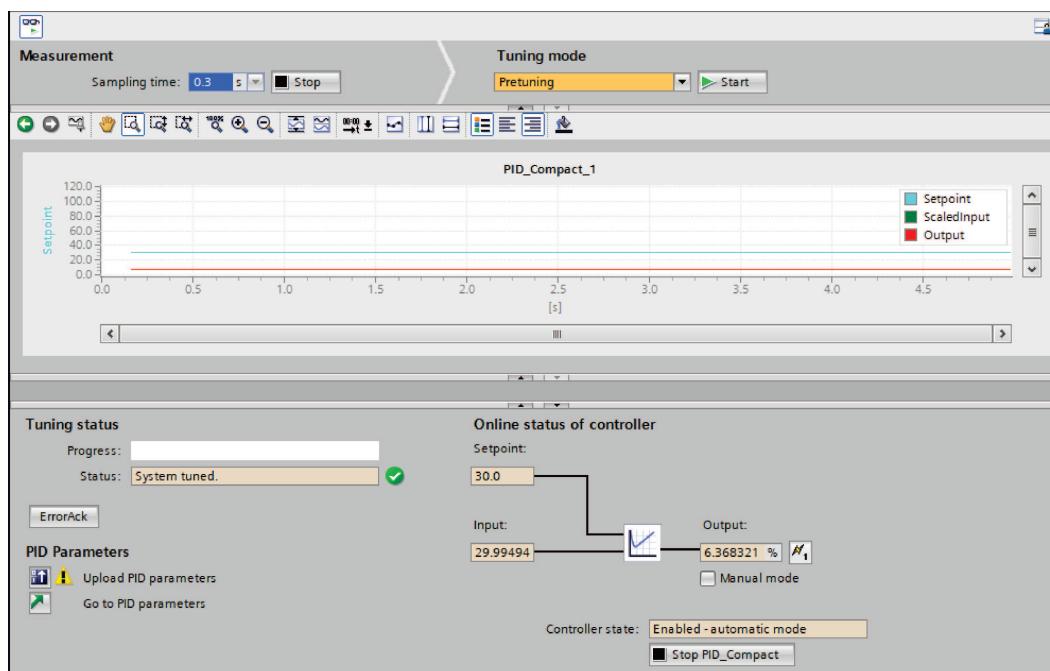 Measurement
Tuning mode
Sampling time: 0.3 s Stop
Pretuning Start
100%
PID_Compact_1
Setpoint
120.0
100.0
80.0
60.0
40.0
20.0
0.0
Setpoint
ScaledInput
Output
0.0 0.5 1.0 1.5 2.0 2.5 3.0 3.5 4.0 4.5
[s]
Tuning status
Progress:
Status: System tuned.
ErrorAck
PID Parameters
Upload PID parameters
Go to PID parameters
Online status of controller
Setpoint:
30.0
Input:
29.99494
Output:
6.368321 %
Manual mode
Controller state: Enabled - automatic mode
Stop PID_Compact